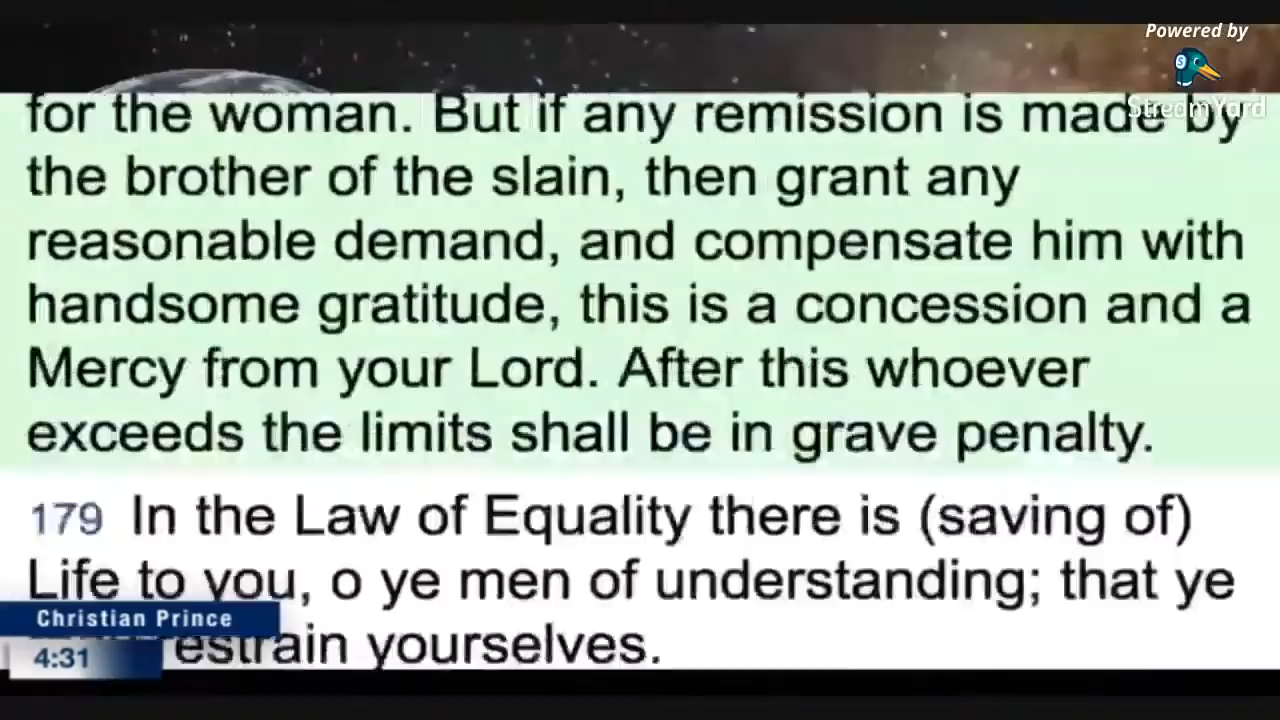 Powered by
StreamYard
for the woman. But if any remission is made by
the brother of the slain, then grant any
reasonable demand, and compensate him with
handsome gratitude, this is a concession and a
Mercy from your Lord. After this whoever
exceeds the limits shall be in grave penalty.
179 In the Law of Equality there is (saving of)
Life to you, o ye men of understanding; that ye
yourselves.
Christian Prince
4:31